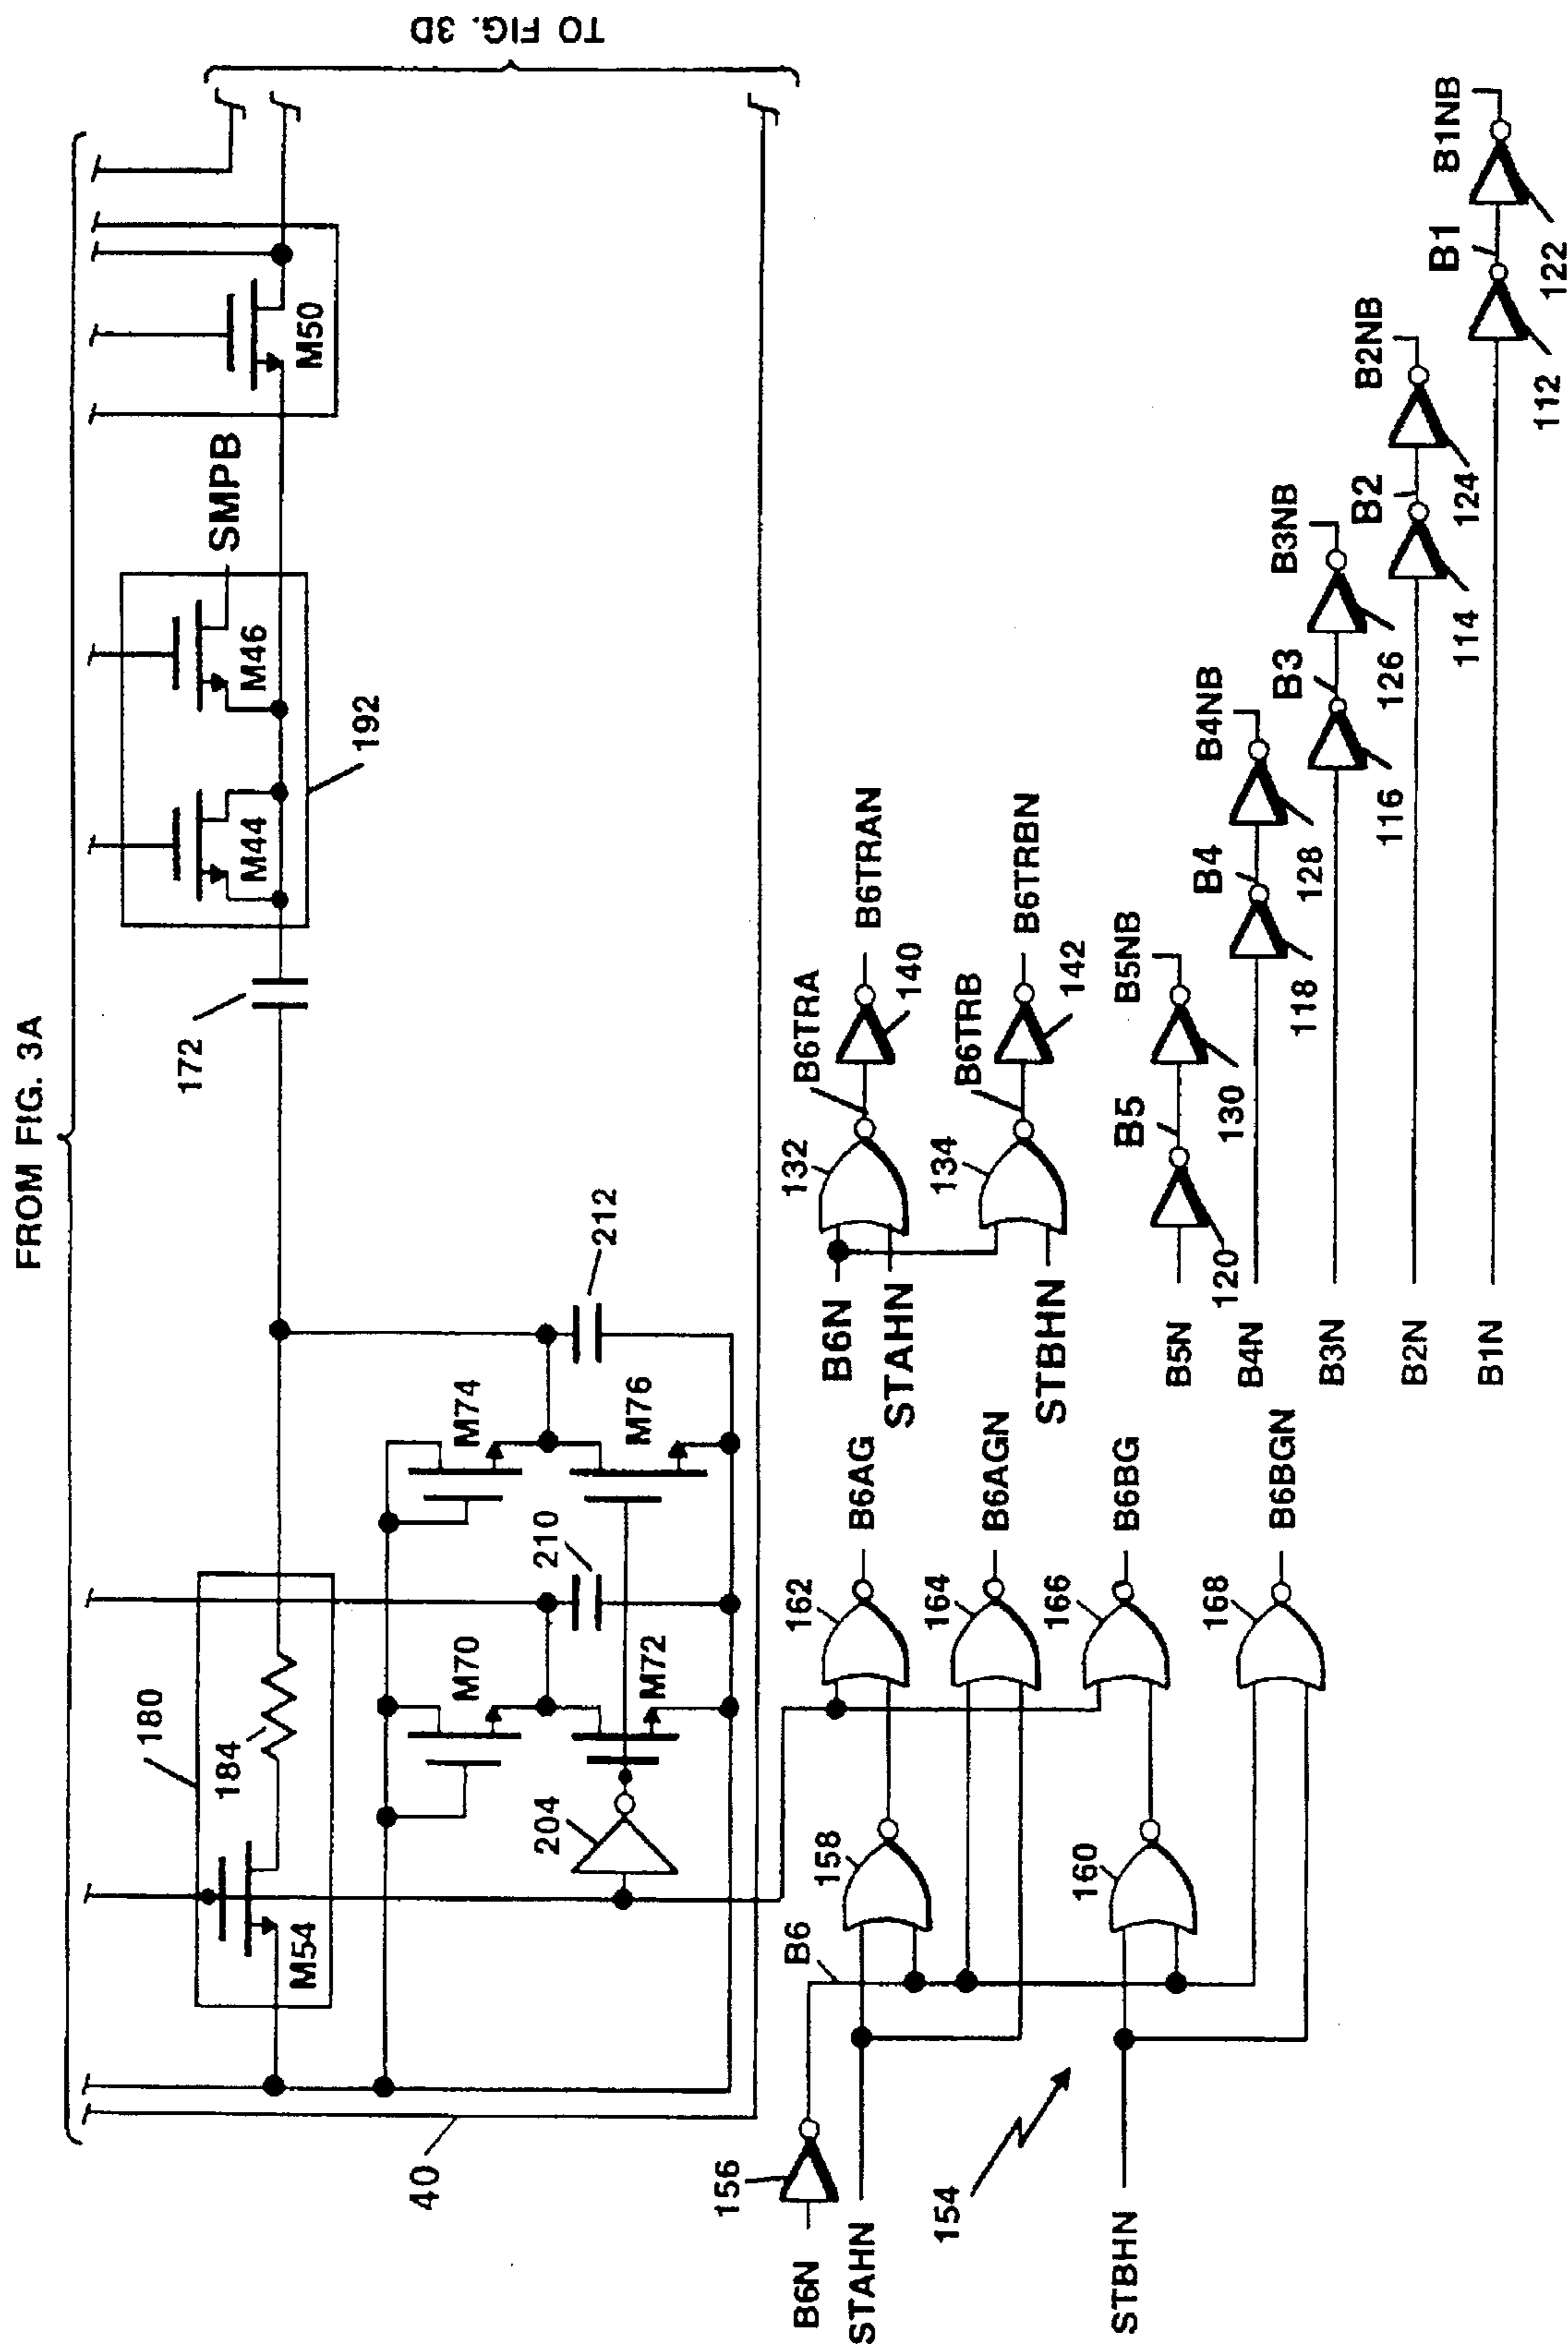 FROM FIG. 3A
TO FIG. 3D
180
184
M54
172
M44
M46
SMPB
192
M50
M70
M72
M74
M76
204
210
212
40
156
B6N
B6
STAHN
158
154
STBHN
160
162
B6AG
164
B6AGN
166
B6BG
168
B6BGN
B6N
STAHN
STBHN
132
B6TRA
140
B6TRAN
134
B6TRB
142
B6TRBN
B5N
120
B5
130
B5NB
B4N
118
B4
128
B4NB
B3N
116
B3
126
B3NB
B2N
114
B2
124
B2NB
B1N
112
B1
122
B1NB